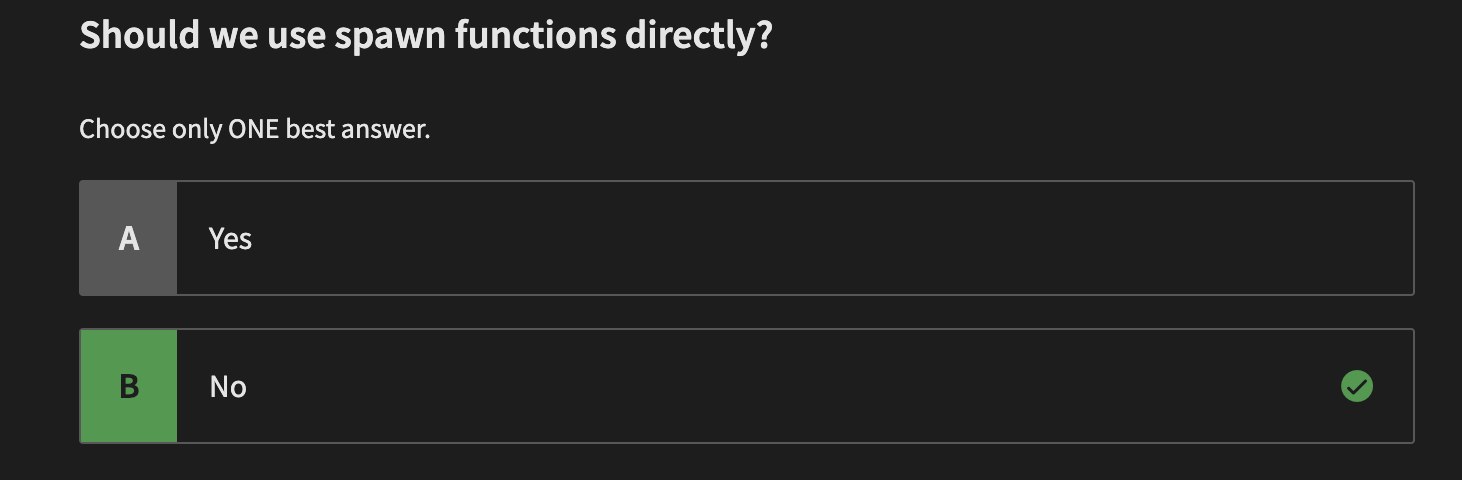 Should we use spawn functions directly?
Choose only ONE best answer.
A Yes
B No